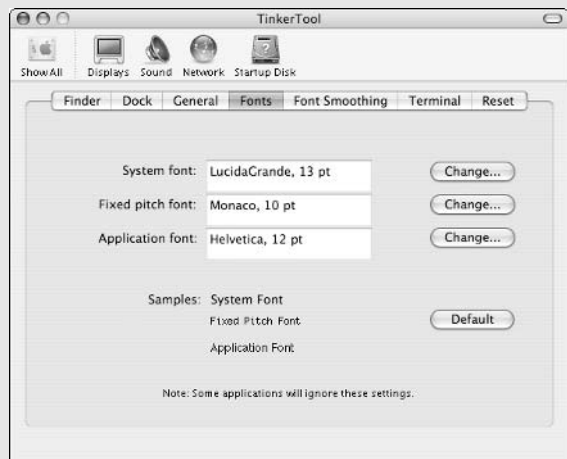 TinkerTool
Show All Displays Sound Network Startup Disk
Finder Dock General Fonts Font Smoothing Terminal Reset
System font: LucidaGrande, 13 pt Change...
Fixed pitch font: Monaco, 10 pt Change...
Application font: Helvetica, 12 pt Change...
Samples: System Font
Fixed Pitch Font Default
Application Font
Note: Some applications will ignore these settings.